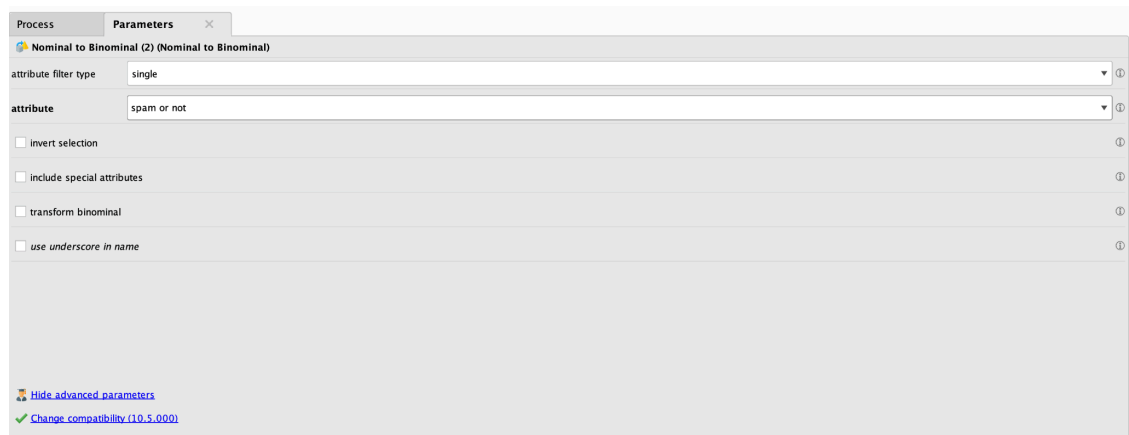 Process Parameters
Nominal to Binominal (2) (Nominal to Binominal)
attribute filter type single
attribute spam or not
invert selection
include special attributes
transform binominal
use underscore in name
Hide advanced parameters
Change compatibility (10.5.000)